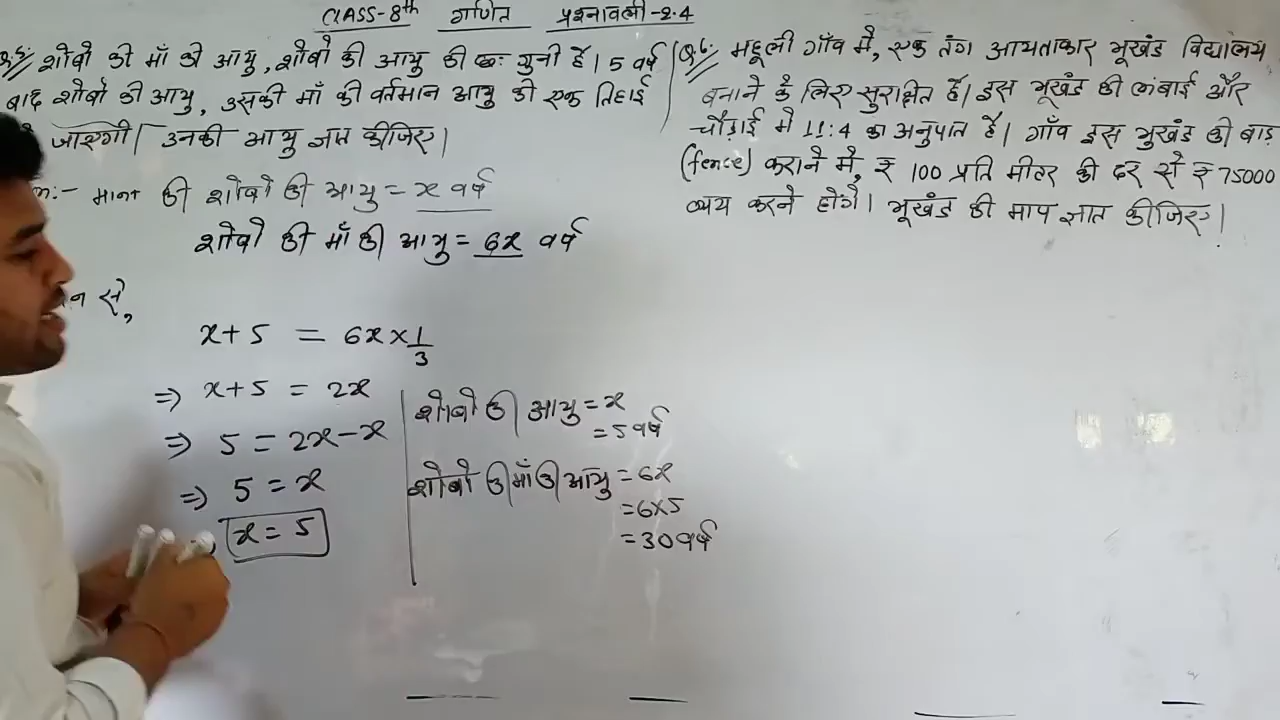 CLASS-8th गणित प्रश्नावली-2.4
शोबो की माँ की आयु, शोबो की आयु की छः गुनी है। 5 वर्ष
बाद शोबो की आयु, उसकी माँ की वर्तमान आयु की एक तिहाई
जाएगी। उनकी आयु ज्ञात कीजिए।
माना की शोबो की आयु = x वर्ष
शोबो की माँ की आयु = 6x वर्ष
से,
x+5 = 6x × 1/3
=> x+5 = 2x
=> 5 = 2x-x
=> 5 = x
x = 5
शोबो की आयु = x
= 5 वर्ष
शोबो की माँ की आयु = 6x
= 6×5
= 30 वर्ष
Q.6. महूली गाँव में, एक तंग आयताकार भूखंड विद्यालय
बनाने के लिए सुरक्षित है। इस भूखंड की लंबाई और
चौड़ाई में 11:4 का अनुपात है। गाँव इस भूखंड की बाड़
(fence) कराने में, ₹ 100 प्रति मीटर की दर से ₹ 75000
व्यय करने होंगे। भूखंड की माप ज्ञात कीजिए।